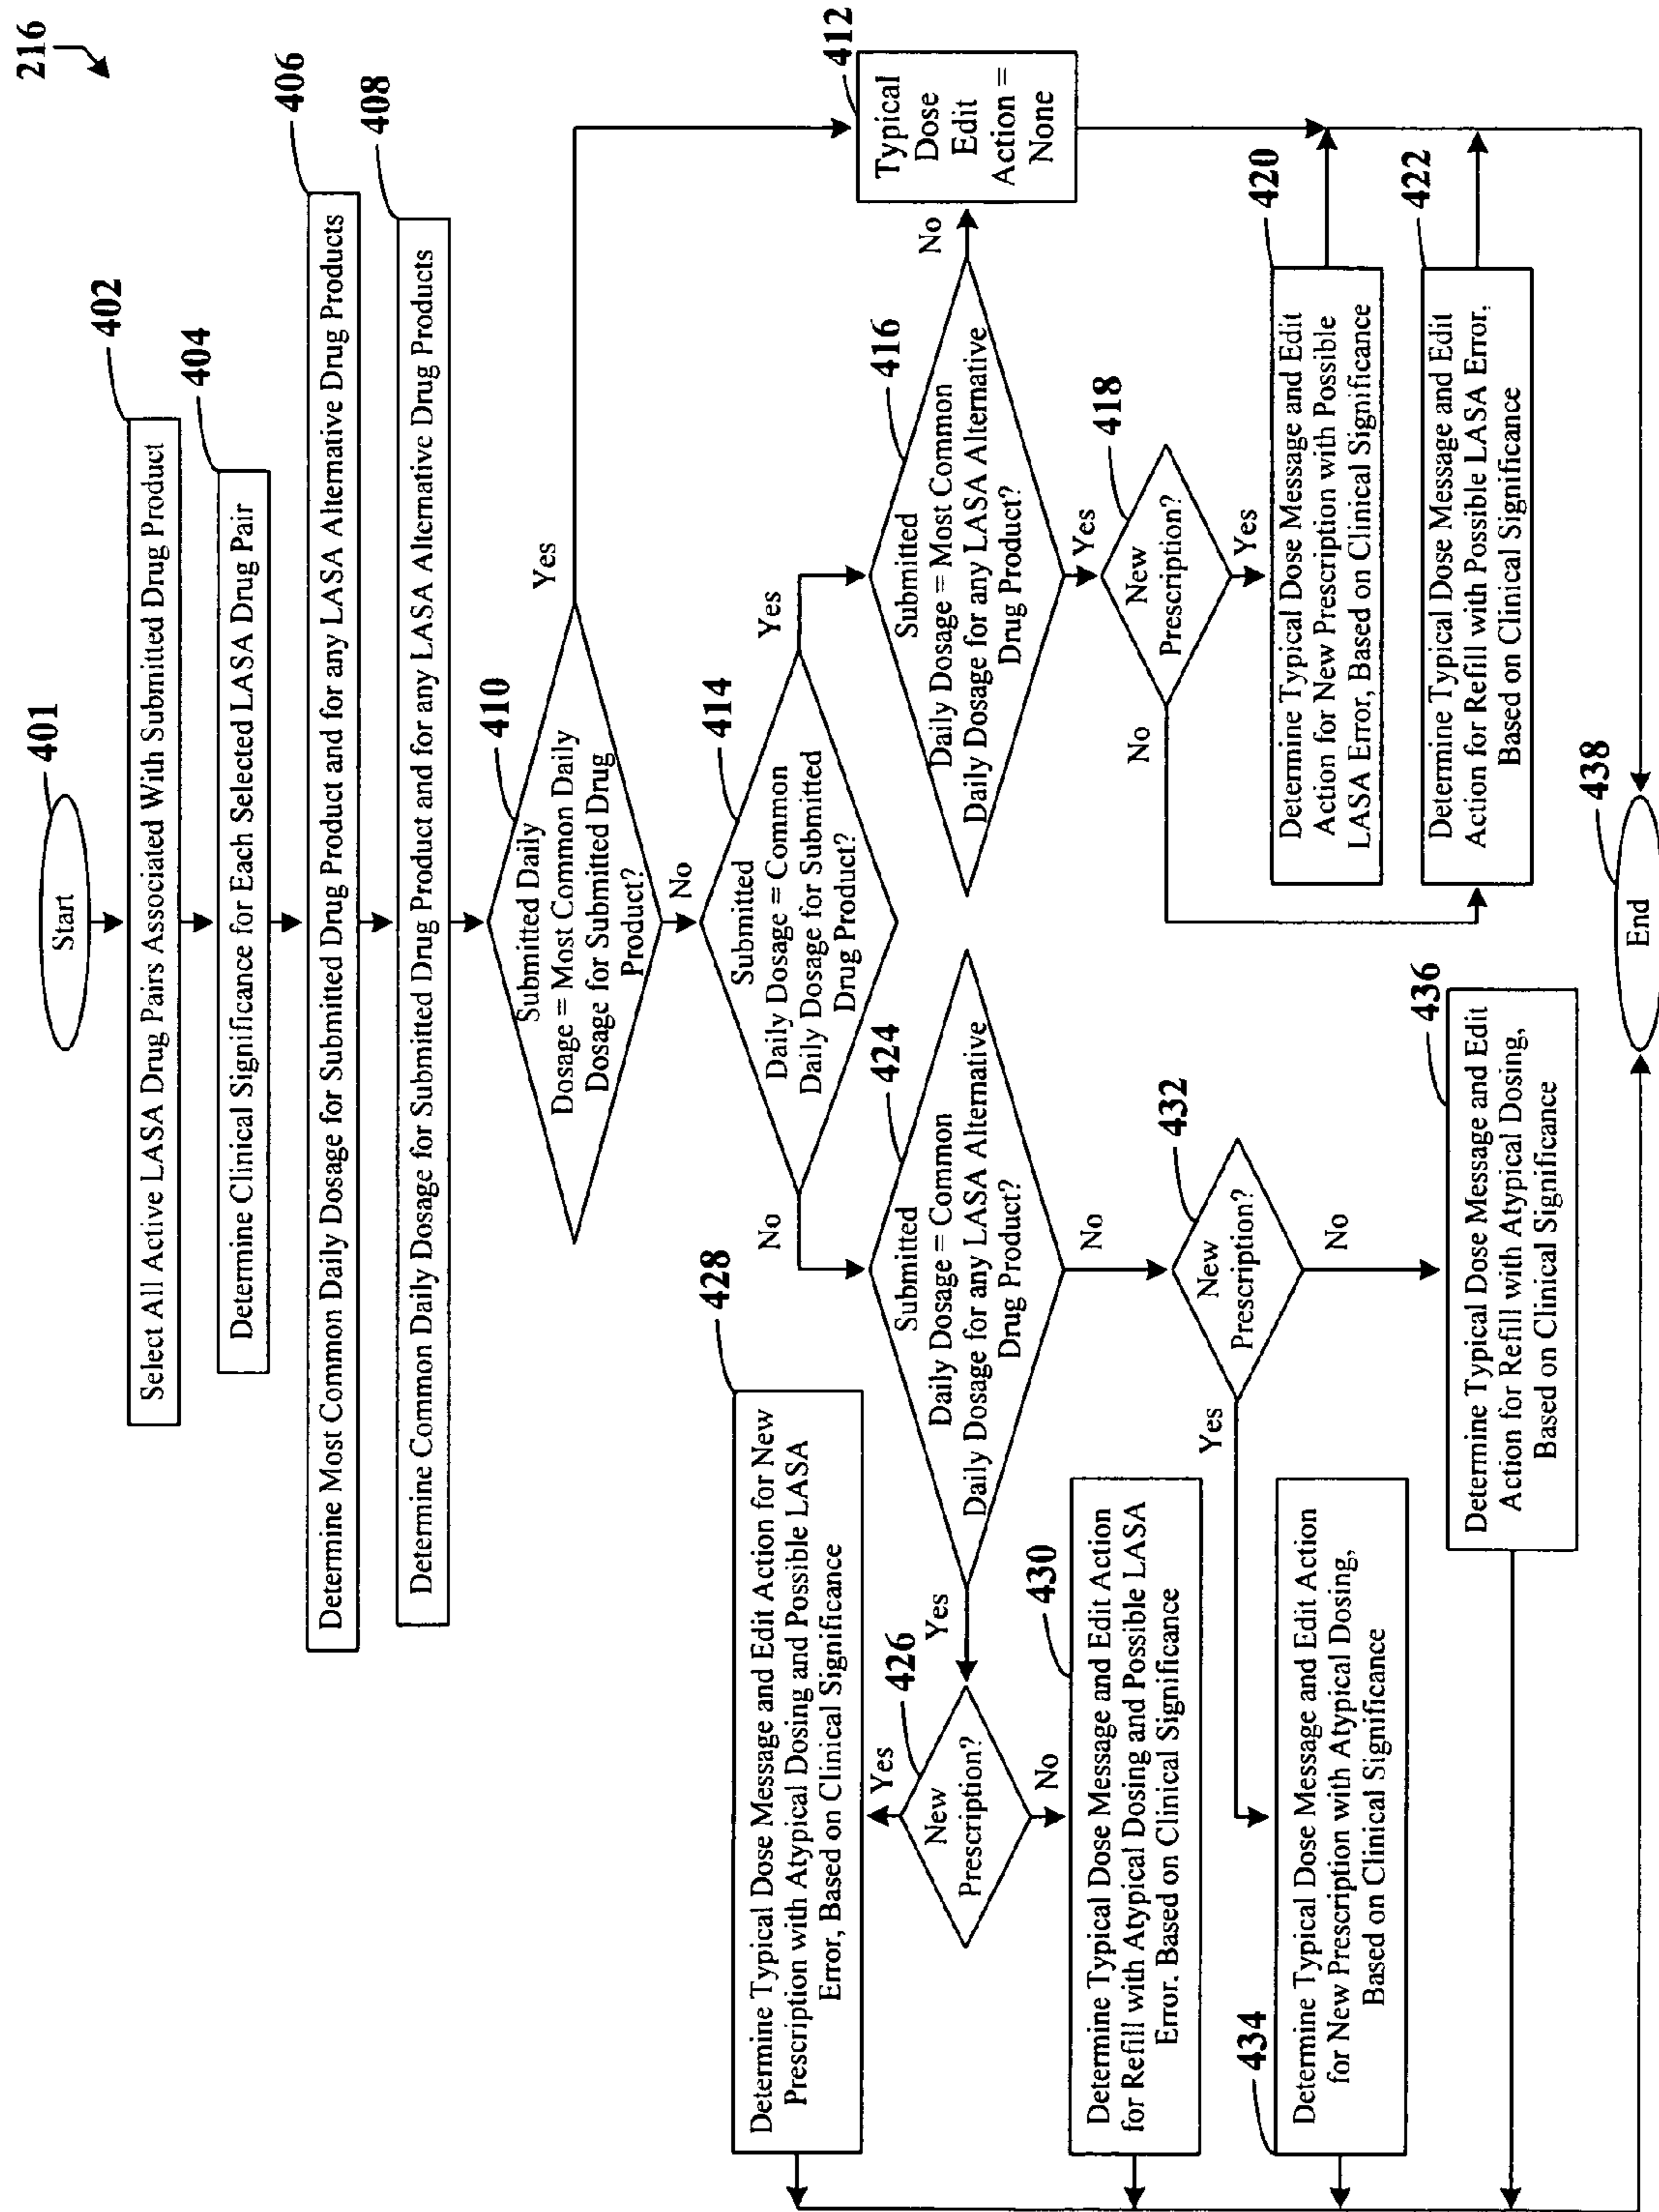 216
401
Start
402
Select All Active LASA Drug Pairs Associated With Submitted Drug Product
404
Determine Clinical Significance for Each Selected LASA Drug Pair
406
Determine Most Common Daily Dosage for Submitted Drug Product and for any LASA Alternative Drug Products
408
Determine Common Daily Dosage for Submitted Drug Product and for any LASA Alternative Drug Products
410
Submitted Daily
Dosage = Most Common Daily
Dosage for Submitted Drug
Product?
Yes
No
412
Typical
Dose
Edit
Action =
None
414
Submitted
Daily Dosage = Common
Daily Dosage for Submitted
Drug Product?
Yes
No
416
Submitted
Daily Dosage = Most Common
Daily Dosage for any LASA Alternative
Drug Product?
No
Yes
418
New
Prescription?
No
Yes
420
Determine Typical Dose Message and Edit
Action for New Prescription with Possible
LASA Error, Based on Clinical Significance
422
Determine Typical Dose Message and Edit
Action for Refill with Possible LASA Error,
Based on Clinical Significance
424
Submitted
Daily Dosage = Common
Daily Dosage for any LASA Alternative
Drug Product?
Yes
No
426
New
Prescription?
Yes
No
428
Determine Typical Dose Message and Edit Action for New
Prescription with Atypical Dosing and Possible LASA
Error, Based on Clinical Significance
430
Determine Typical Dose Message and Edit Action
for Refill with Atypical Dosing and Possible LASA
Error. Based on Clinical Significance
432
New
Prescription?
Yes
No
434
Determine Typical Dose Message and Edit Action
for New Prescription with Atypical Dosing,
Based on Clinical Significance
436
Determine Typical Dose Message and Edit
Action for Refill with Atypical Dosing,
Based on Clinical Significance
438
End